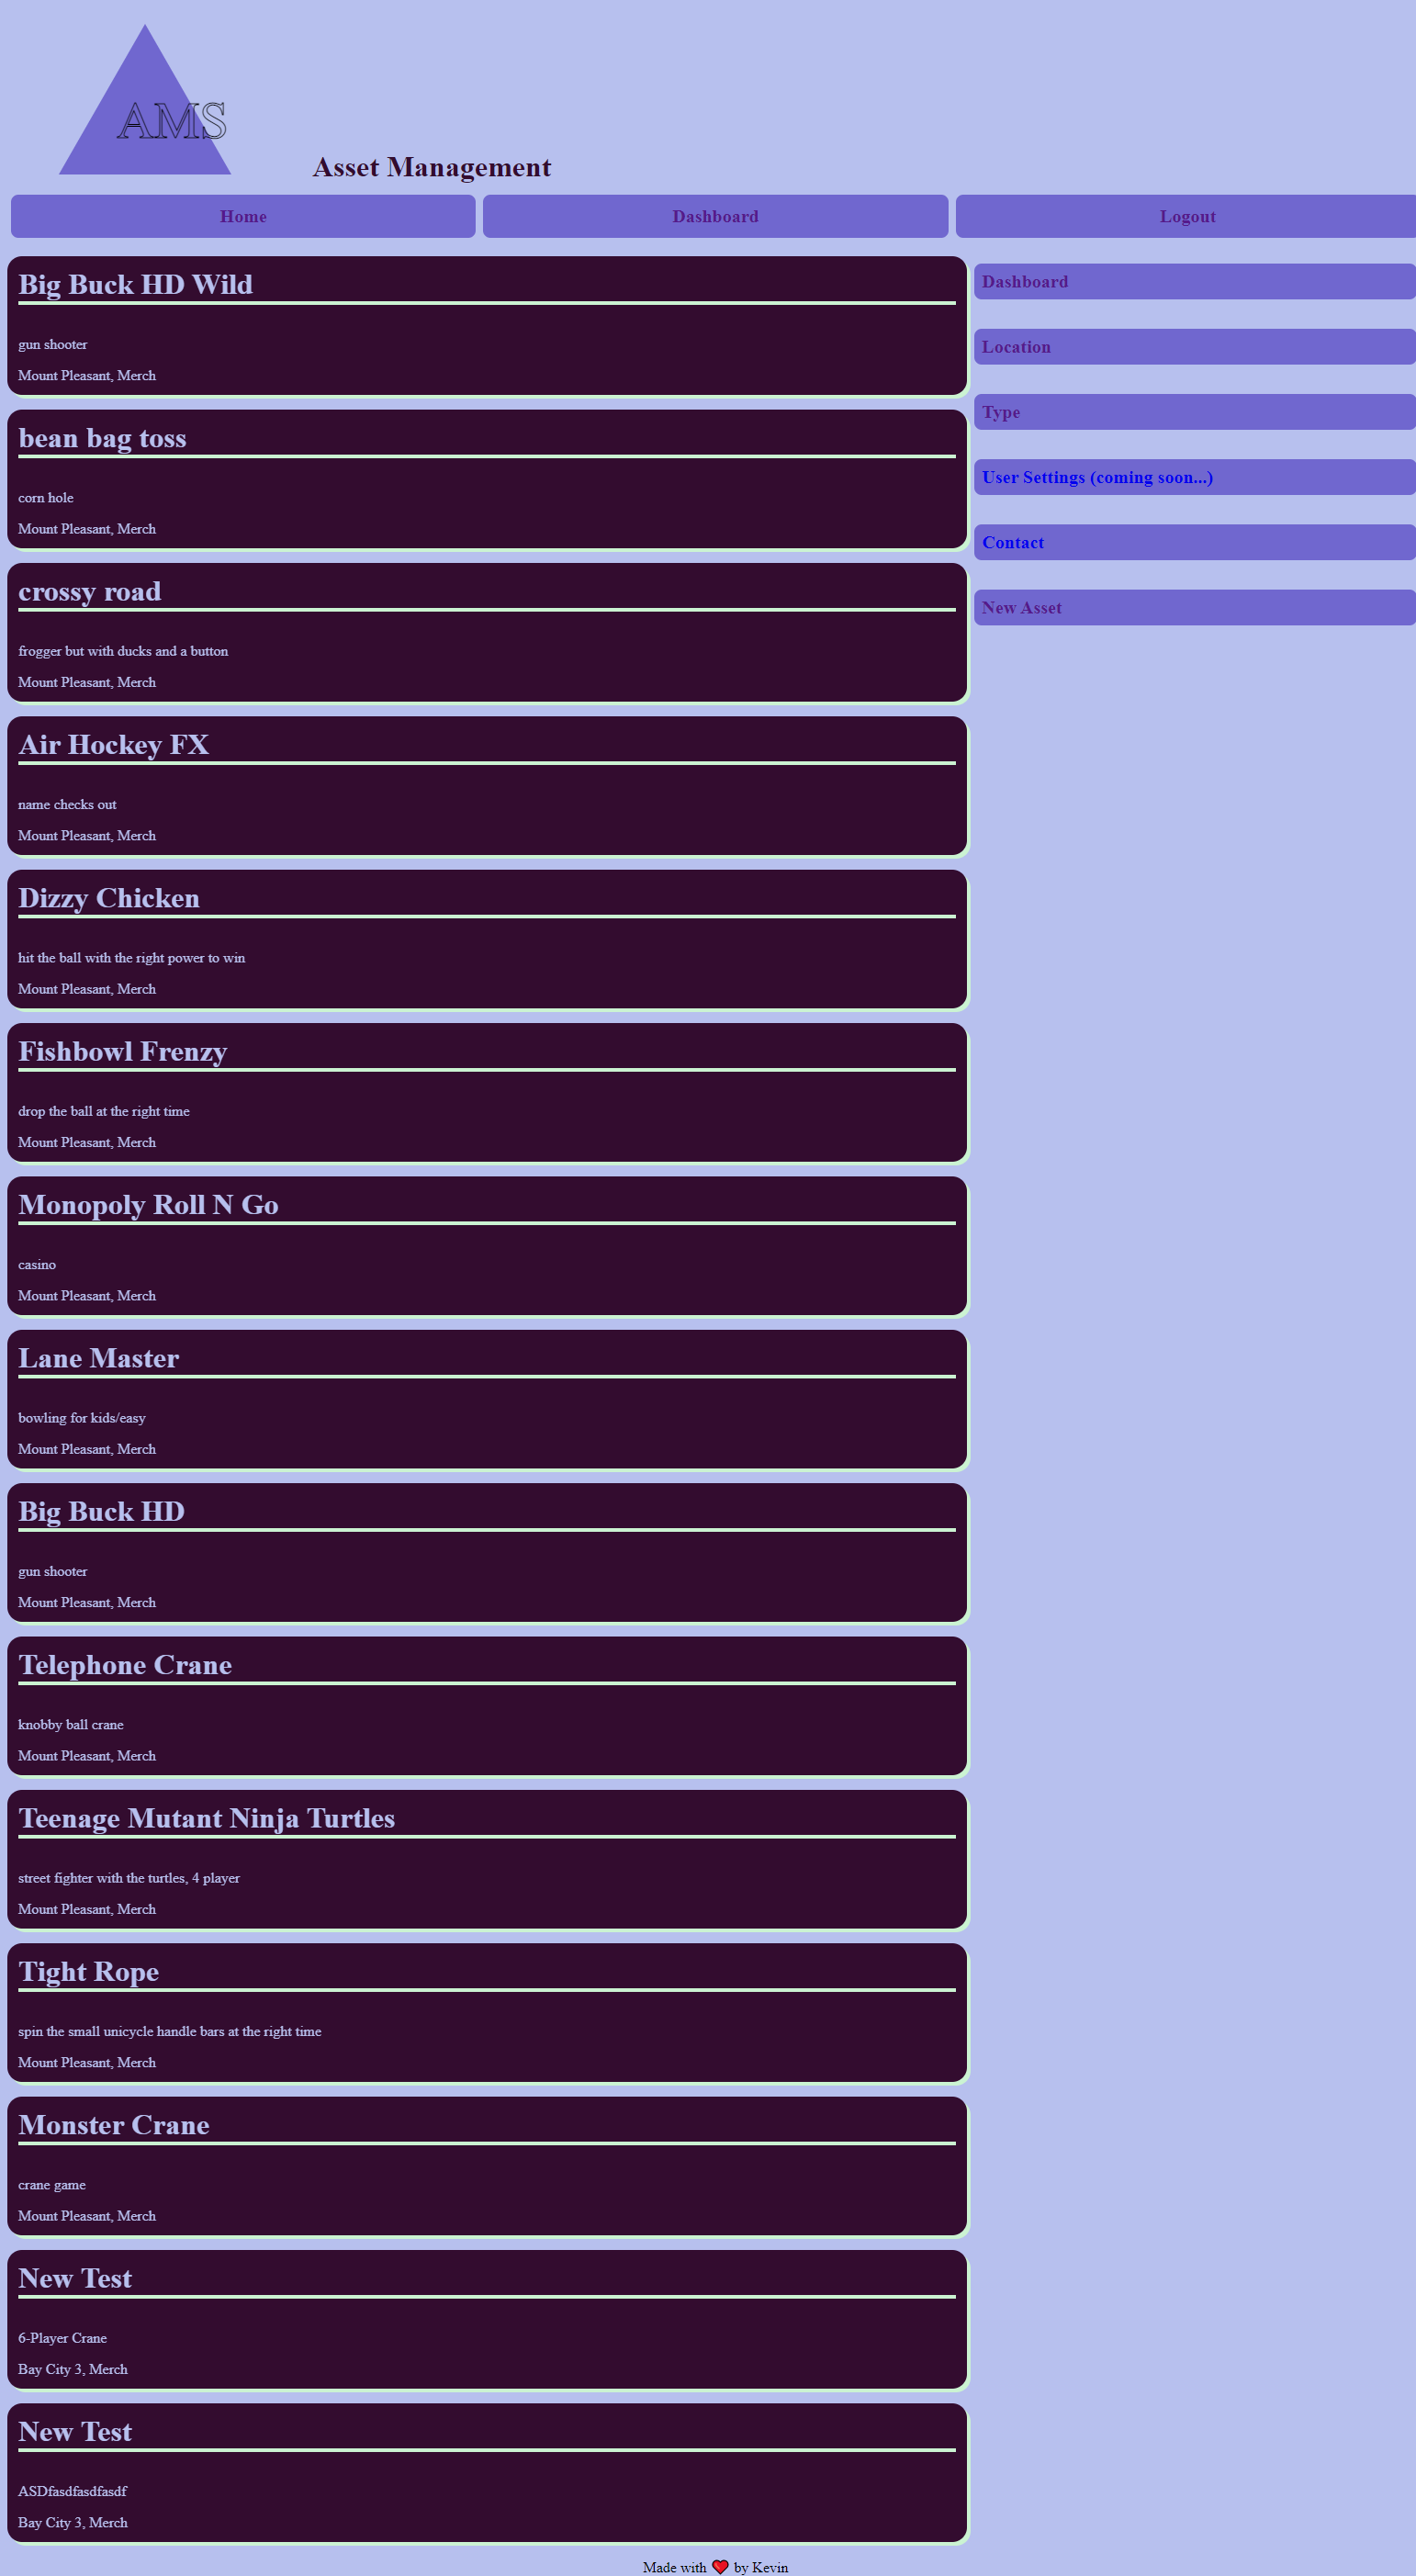 AMS
Asset Management
Home
Dashboard
Logout
Big Buck HD Wild
gun shooter
Mount Pleasant, Merch
bean bag toss
corn hole
Mount Pleasant, Merch
crossy road
frogger but with ducks and a button
Mount Pleasant, Merch
Air Hockey FX
name checks out
Mount Pleasant, Merch
Dizzy Chicken
hit the ball with the right power to win
Mount Pleasant, Merch
Fishbowl Frenzy
drop the ball at the right time
Mount Pleasant, Merch
Monopoly Roll N Go
casino
Mount Pleasant, Merch
Lane Master
bowling for kids/easy
Mount Pleasant, Merch
Big Buck HD
gun shooter
Mount Pleasant, Merch
Telephone Crane
knobby ball crane
Mount Pleasant, Merch
Teenage Mutant Ninja Turtles
street fighter with the turtles, 4 player
Mount Pleasant, Merch
Tight Rope
spin the small unicycle handle bars at the right time
Mount Pleasant, Merch
Monster Crane
crane game
Mount Pleasant, Merch
New Test
6-Player Crane
Bay City 3, Merch
New Test
ASDfasdfasdfasdf
Bay City 3, Merch
Dashboard
Location
Type
User Settings (coming soon...)
Contact
New Asset
Made with ❤️ by Kevin